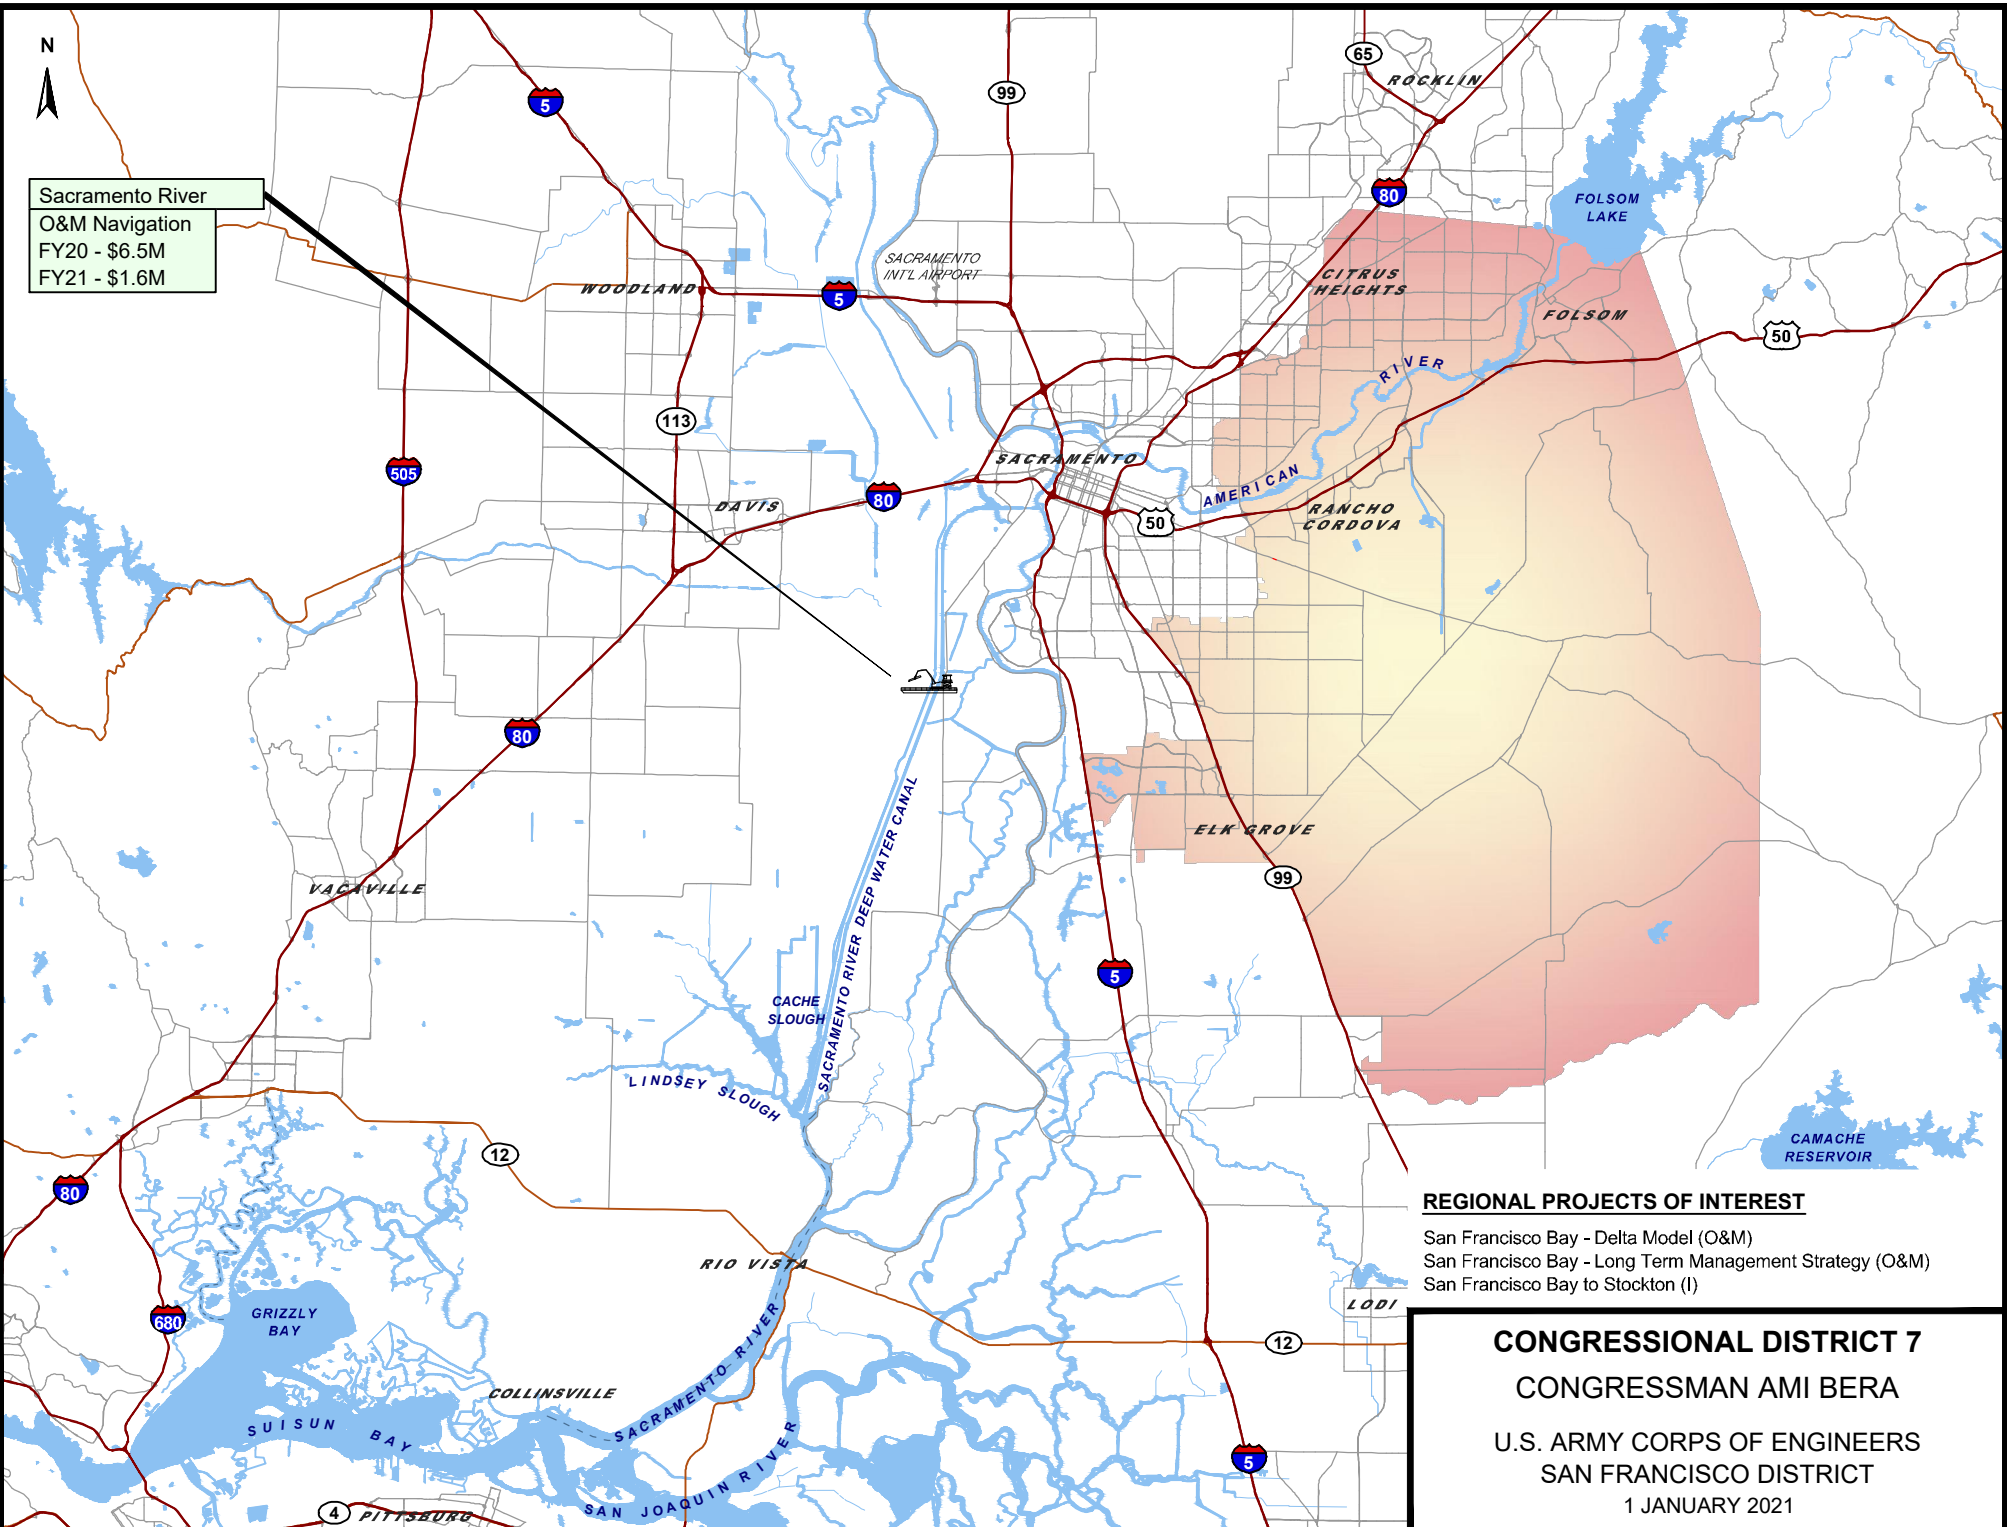 N
Sacramento River
O&M Navigation
FY20 - $6.5M
FY21 - $1.6M
5
99
65
ROCKLIN
80
FOLSOM
LAKE
SACRAMENTO
INT'L AIRPORT
WOODLAND
5
CITRUS
HEIGHTS
FOLSOM
50
RIVER
113
505
SACRAMENTO
80
DAVIS
AMERICAN
50
RANCHO
CORDOVA
80
SACRAMENTO RIVER DEEP WATER CANAL
ELK GROVE
99
VACAVILLE
5
CACHE
SLOUGH
LINDSEY SLOUGH
12
80
CAMACHE
RESERVOIR
RIO VISTA
GRIZZLY
BAY
680
LODI
12
COLLINSVILLE
SACRAMENTO RIVER
SUISUN BAY
SAN JOAQUIN RIVER
5
4
PITTSBURG
REGIONAL PROJECTS OF INTEREST
San Francisco Bay - Delta Model (O&M)
San Francisco Bay - Long Term Management Strategy (O&M)
San Francisco Bay to Stockton (I)
CONGRESSIONAL DISTRICT 7
CONGRESSMAN AMI BERA
U.S. ARMY CORPS OF ENGINEERS
SAN FRANCISCO DISTRICT
1 JANUARY 2021